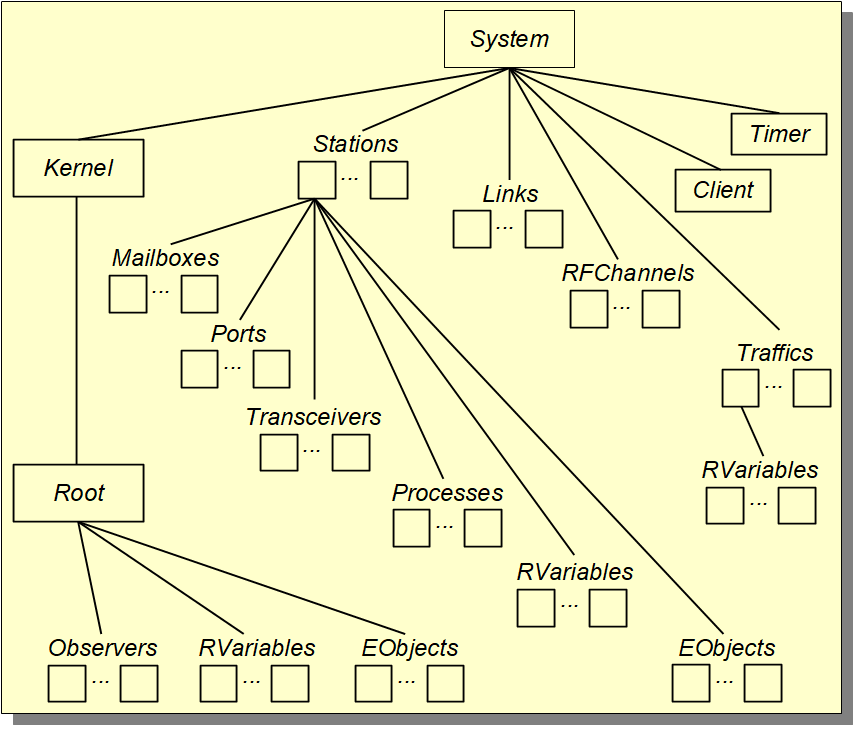 System
Timer
Stations
...
Kernel
Client
Links
...
Mailboxes
...
RFChannels
...
Ports
...
Traffics
...
Transceivers
...
RVariables
...
Processes
...
Root
RVariables
...
Observers
...
RVariables
...
EObjects
...
EObjects
...